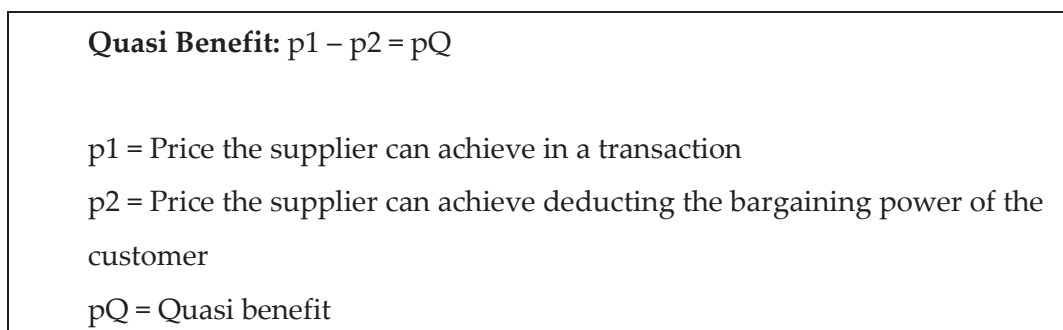 Quasi Benefit: p1 – p2 = pQ
p1 = Price the supplier can achieve in a transaction
p2 = Price the supplier can achieve deducting the bargaining power of the
customer
pQ = Quasi benefit